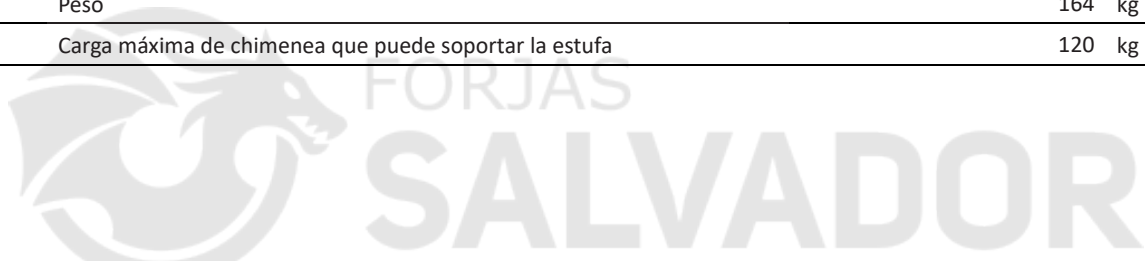 Peso 164 kg
Carga máxima de chimenea que puede soportar la estufa 120 kg
FORJAS
SALVADOR